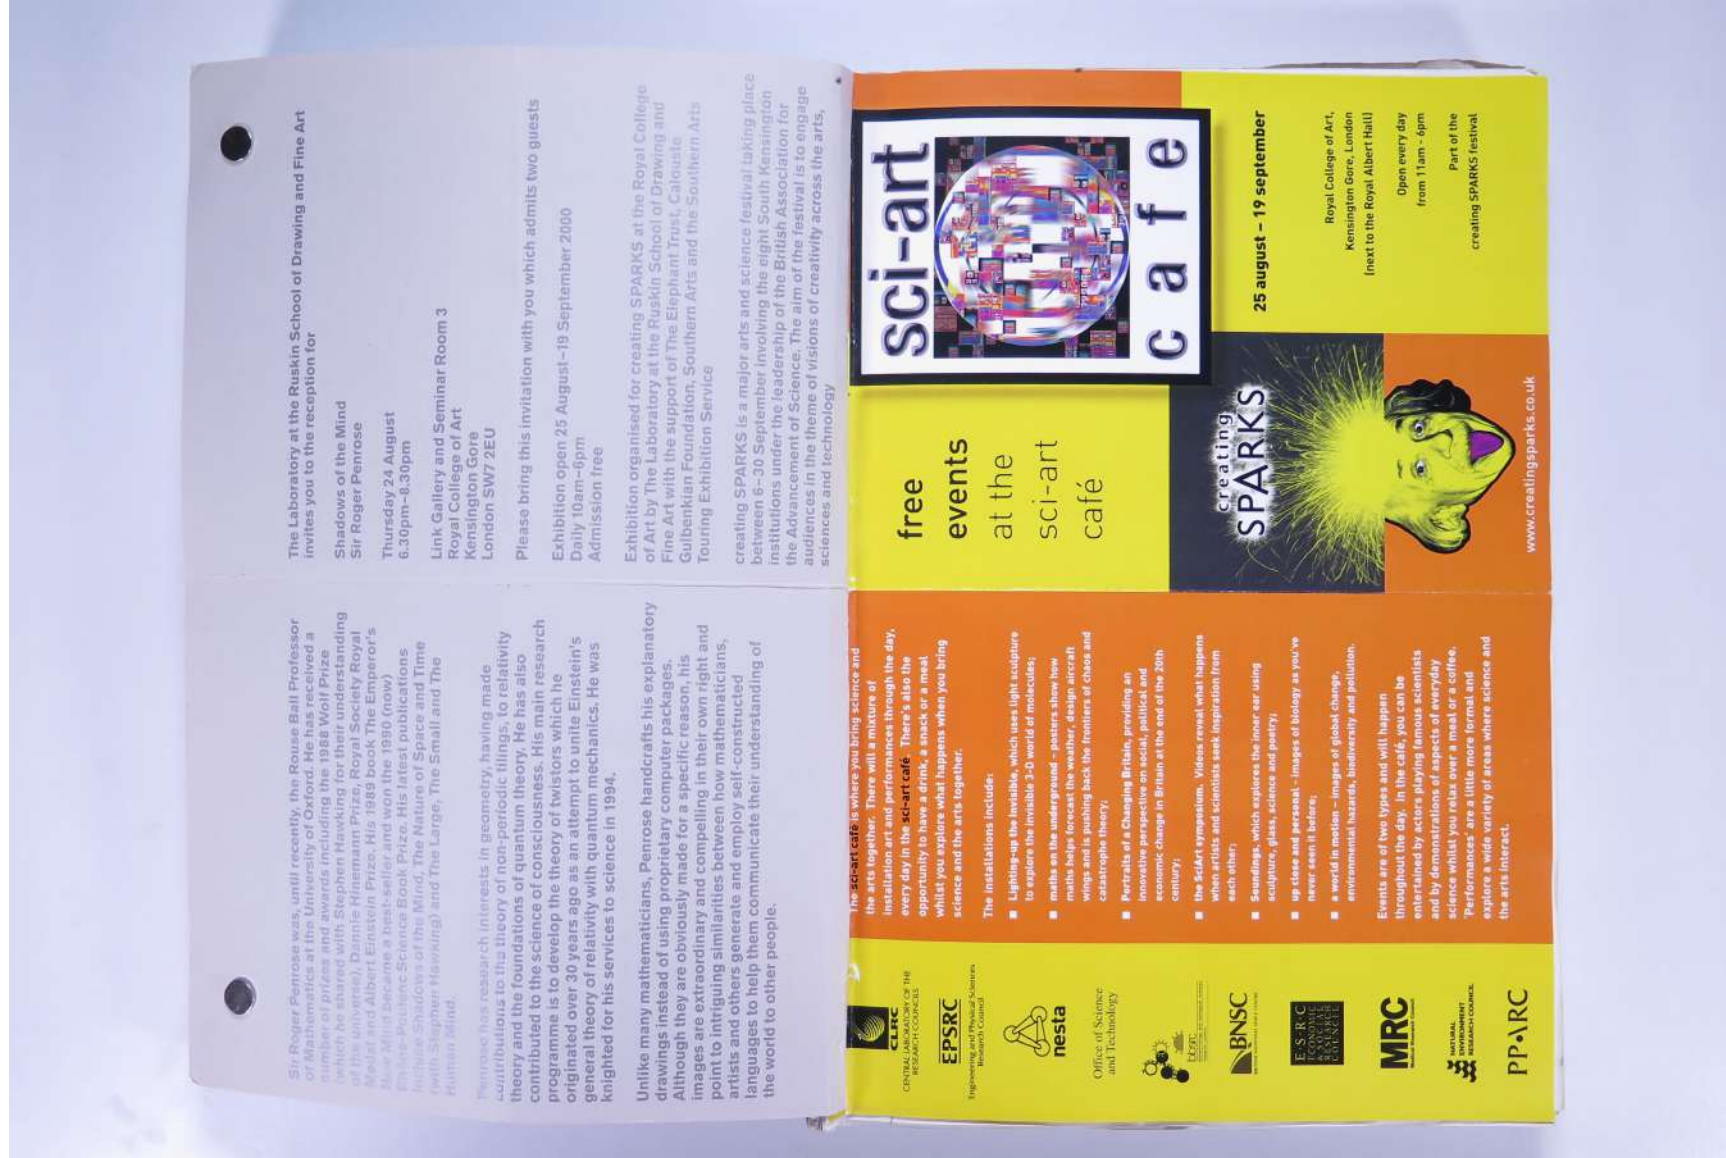 The Laboratory at the Ruskin School of Drawing and Fine Art
invites you to the reception for
Shadows of the Mind
Sir Roger Penrose
Thursday 24 August
6.30pm–8.30pm
Link Gallery and Seminar Room 3
Royal College of Art
Kensington Gore
London SW7 2EU
Please bring this invitation with you which admits two guests
Exhibition open 25 August–19 September 2000
Daily 10am–6pm
Admission free
Exhibition organised for creating SPARKS at the Royal College
of Art by The Laboratory at the Ruskin School of Drawing and
Fine Art with the support of The Elephant Trust, Calouste
Gulbenkian Foundation, Southern Arts and the Southern Arts
Touring Exhibition Service
creating SPARKS is a major arts and science festival taking place
between 6–30 September involving the eight South Kensington
institutions under the leadership of the British Association for
the Advancement of Science. The aim of the festival is to engage
audiences in the theme of visions of creativity across the arts,
sciences and technology
Sir Roger Penrose was, until recently, the Rouse Ball Professor
of Mathematics at the University of Oxford. He has received a
number of prizes and awards including the 1988 Wolf Prize
(which he shared with Stephen Hawking for their understanding
of the universe), Dannie Heinemann Prize, Royal Society Royal
Medal and Albert Einstein Prize. His 1989 book The Emperor's
New Mind became a best-seller and won the 1990 (now)
Rhone-Poulenc Science Book Prize. His latest publications
include Shadows of the Mind, The Nature of Space and Time
(with Stephen Hawking) and The Large, The Small and The
Human Mind.
Penrose has research interests in geometry, having made
contributions to the theory of non-periodic tilings, to relativity
theory and the foundations of quantum theory. He has also
contributed to the science of consciousness. His main research
programme is to develop the theory of twistors which he
originated over 30 years ago as an attempt to unite Einstein's
general theory of relativity with quantum mechanics. He was
knighted for his services to science in 1994.
Unlike many mathematicians, Penrose handcrafts his explanatory
drawings instead of using proprietary computer packages.
Although they are obviously made for a specific reason, his
images are extraordinary and compelling in their own right and
point to intriguing similarities between how mathematicians,
artists and others generate and employ self-constructed
languages to help them communicate their understanding of
the world to other people.
sci-art
cafe
25 august – 19 september
Royal College of Art,
Kensington Gore, London
(next to the Royal Albert Hall)
Open every day
from 11am - 6pm
Part of the
creating SPARKS festival
free
events
at the
sci-art
café
creating
SPARKS
www.creatingsparks.co.uk
The sci-art café is where you bring science and
the arts together. There will a mixture of
installation art and performances through the day,
every day in the sci-art café. There's also the
opportunity to have a drink, a snack or a meal
whilst you explore what happens when you bring
science and the arts together.
The installations include:
■ Lighting-up the Invisible, which uses light sculpture
to explore the invisible 3-D world of molecules;
■ maths on the underground - posters show how
maths helps forecast the weather, design aircraft
wings and is pushing back the frontiers of chaos and
catastrophe theory;
■ Portraits of a Changing Britain, providing an
innovative perspective on social, political and
economic change in Britain at the end of the 20th
century;
■ the SciArt symposium. Videos reveal what happens
when artists and scientists seek inspiration from
each other;
■ Soundings, which explores the inner ear using
sculpture, glass, science and poetry;
■ up close and personal - images of biology as you've
never seen it before;
■ a world in motion – images of global change,
environmental hazards, biodiversity and pollution.
Events are of two types and will happen
throughout the day. In the café, you can be
entertained by actors playing famous scientists
and by demonstrations of aspects of everyday
science whilst you relax over a meal or a coffee.
'Performances' are a little more formal and
explore a wide variety of areas where science and
the arts interact.
CLRC
CENTRAL LABORATORY OF THE
RESEARCH COUNCILS
EPSRC
Engineering and Physical Sciences
Research Council
nesta
Office of Science
and Technology
bbsrc
BNSC
E S R C
ECONOMIC
& SOCIAL
RESEARCH
COUNCIL
MRC
Medical Research Council
NATURAL
ENVIRONMENT
RESEARCH COUNCIL
PPARC